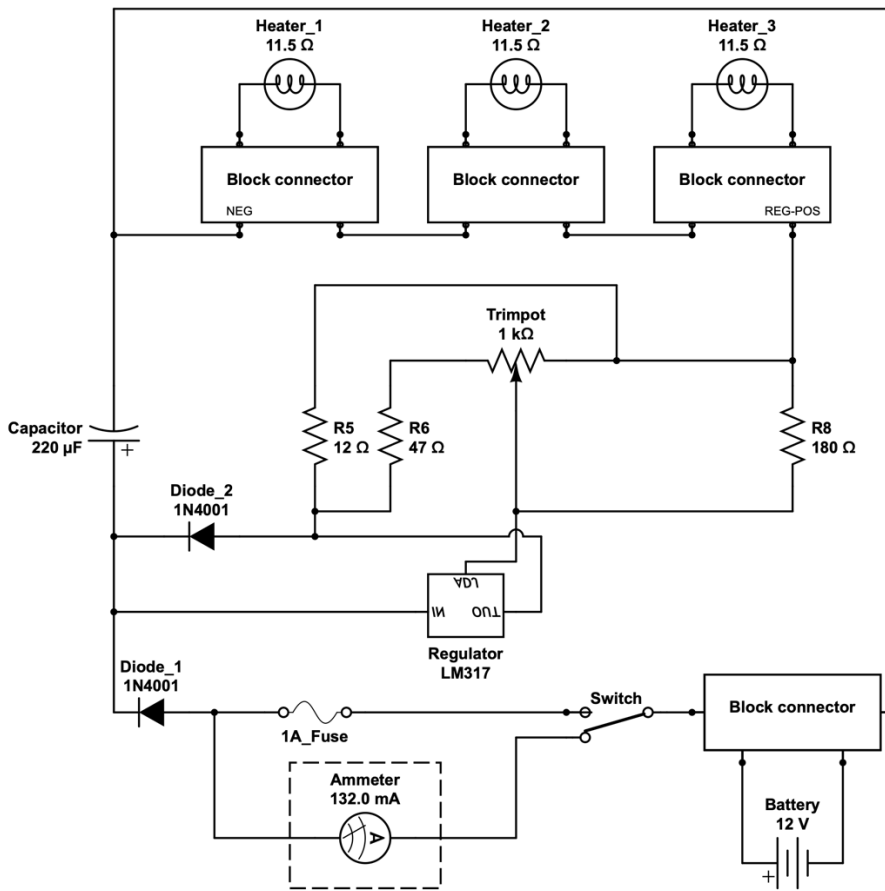 Heater_1
11.5 Ω
Heater_2
11.5 Ω
Heater_3
11.5 Ω
Block connector
NEG
Block connector
Block connector
REG-POS
Trimpot
1 kΩ
Capacitor
220 µF
+
R5
12 Ω
R6
47 Ω
R8
180 Ω
Diode_2
1N4001
ADJ
IN
OUT
Regulator
LM317
Diode_1
1N4001
1A_Fuse
Switch
Block connector
Ammeter
132.0 mA
A
Battery
12 V
+